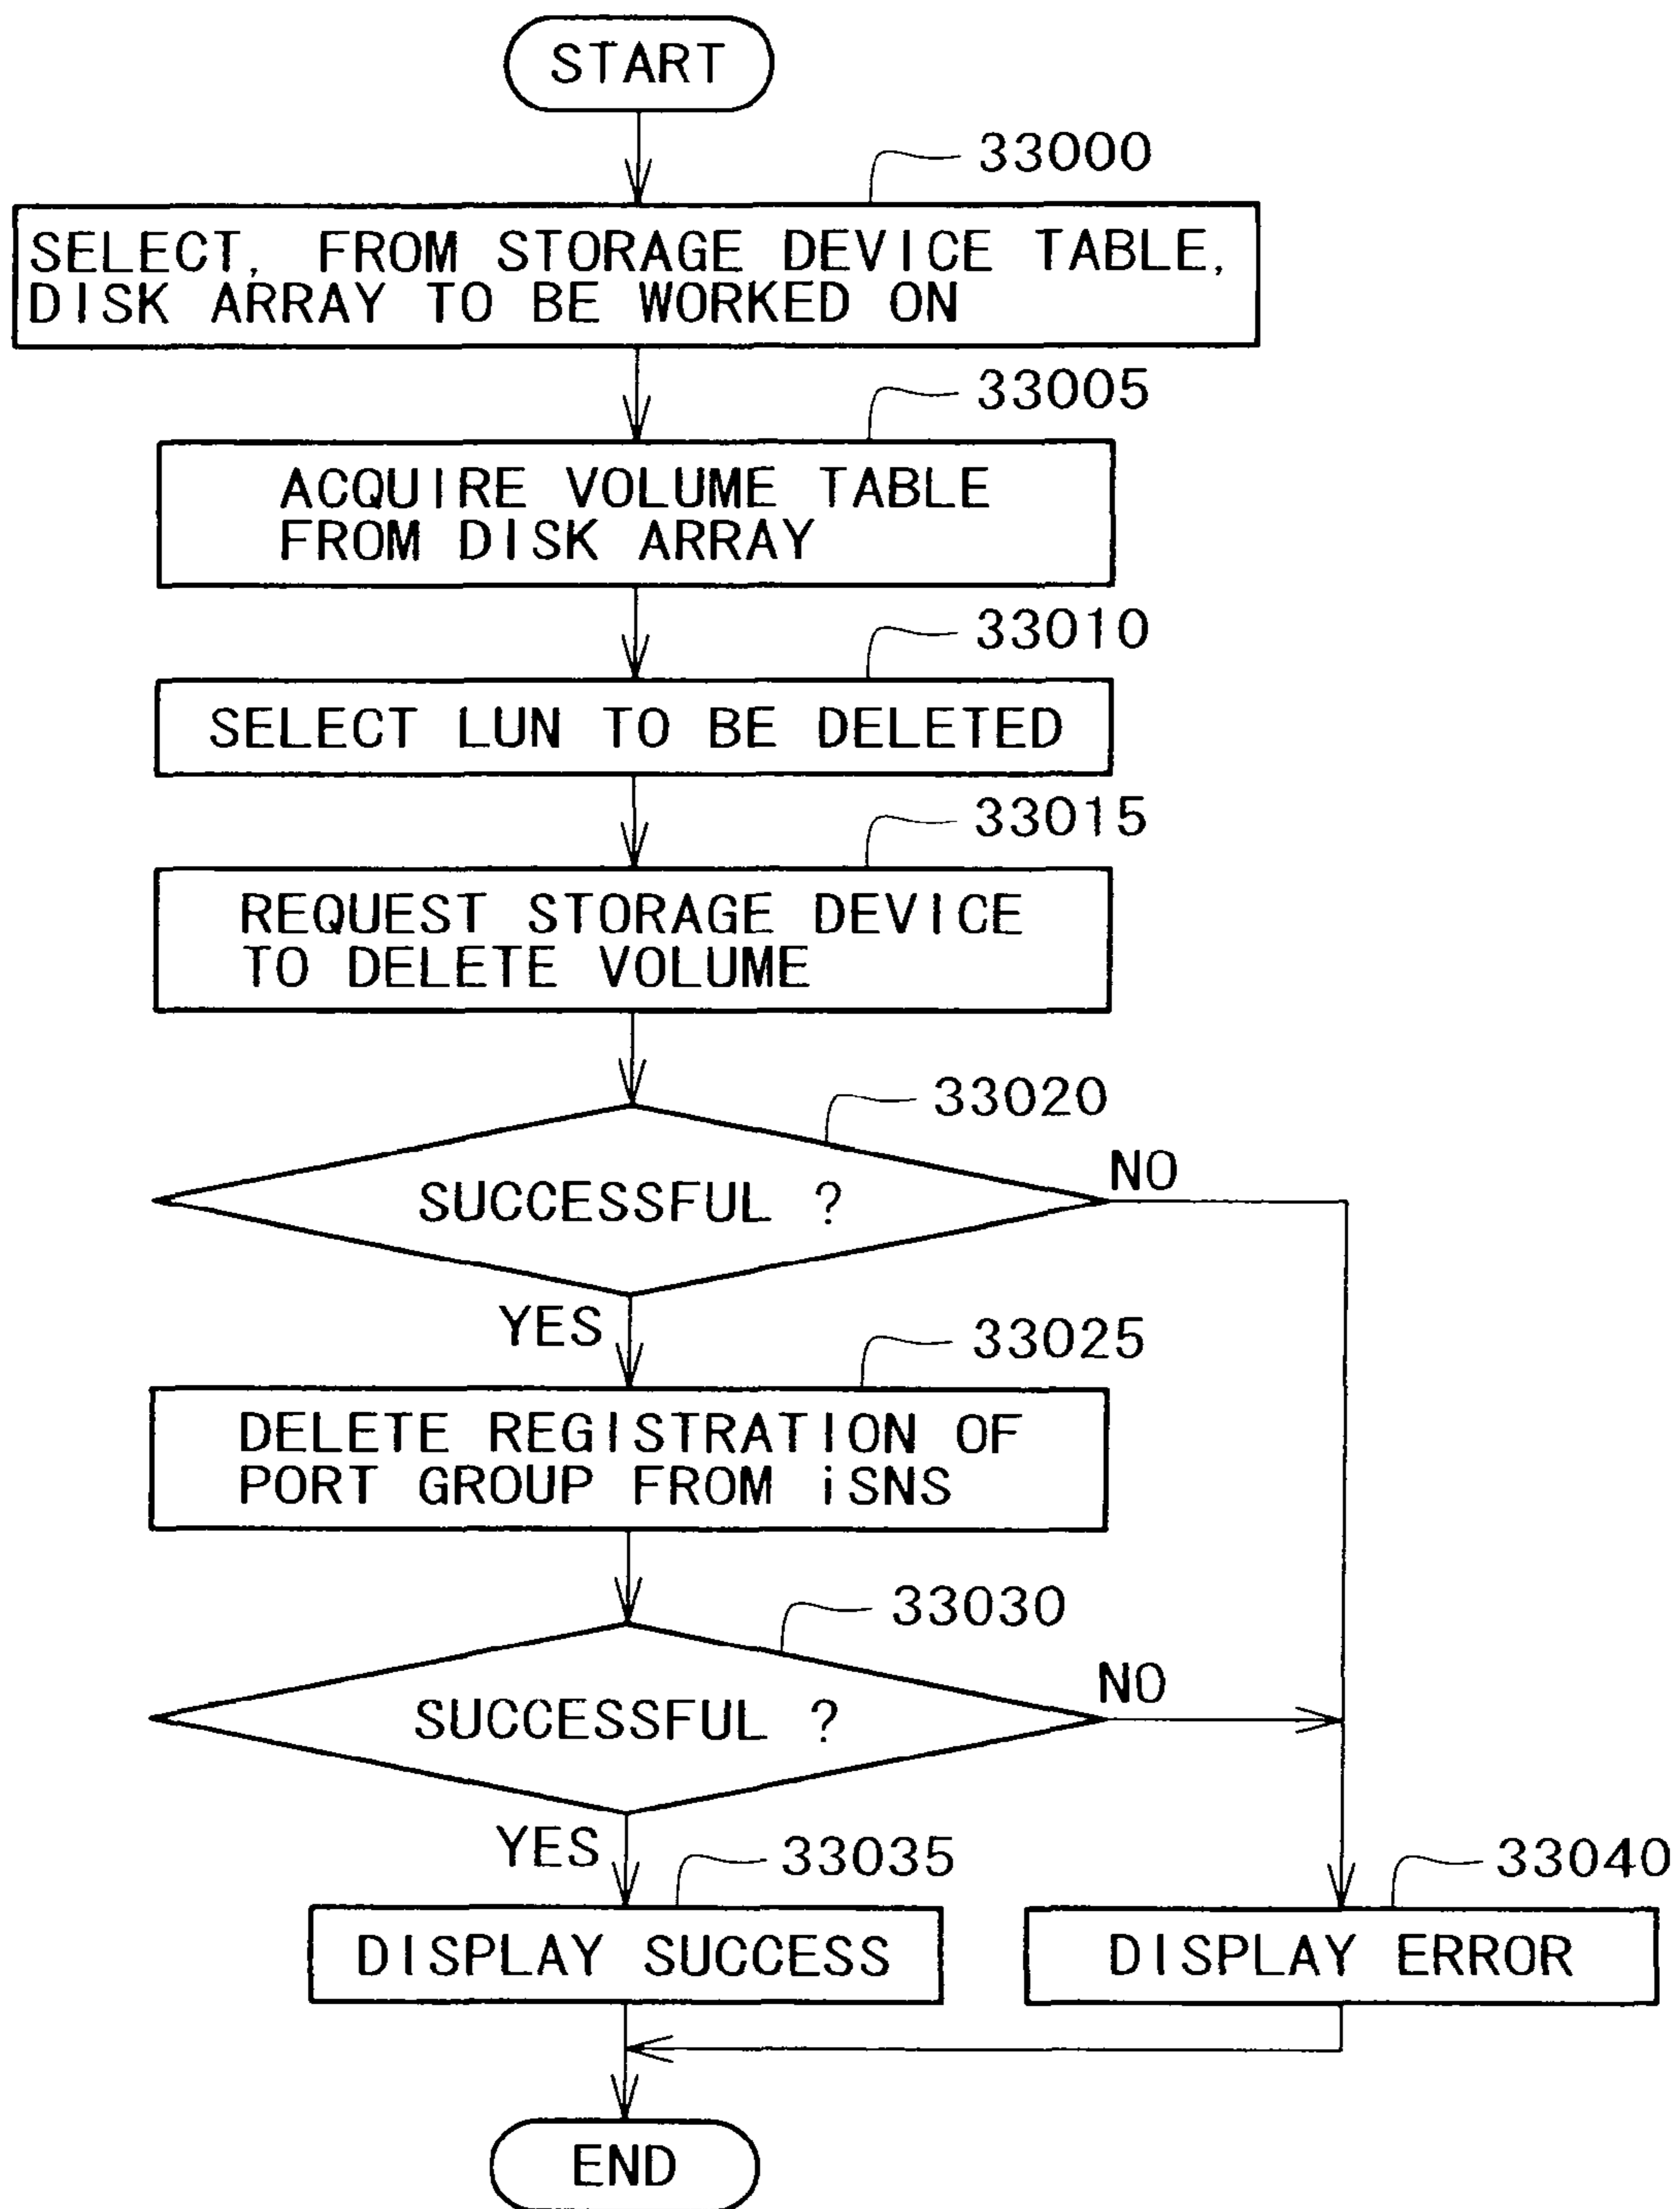 START
33000
SELECT, FROM STORAGE DEVICE TABLE,
DISK ARRAY TO BE WORKED ON
33005
ACQUIRE VOLUME TABLE
FROM DISK ARRAY
33010
SELECT LUN TO BE DELETED
33015
REQUEST STORAGE DEVICE
TO DELETE VOLUME
33020
SUCCESSFUL ?
NO
YES
33025
DELETE REGISTRATION OF
PORT GROUP FROM iSNS
33030
SUCCESSFUL ?
NO
YES
33035
33040
DISPLAY SUCCESS
DISPLAY ERROR
END